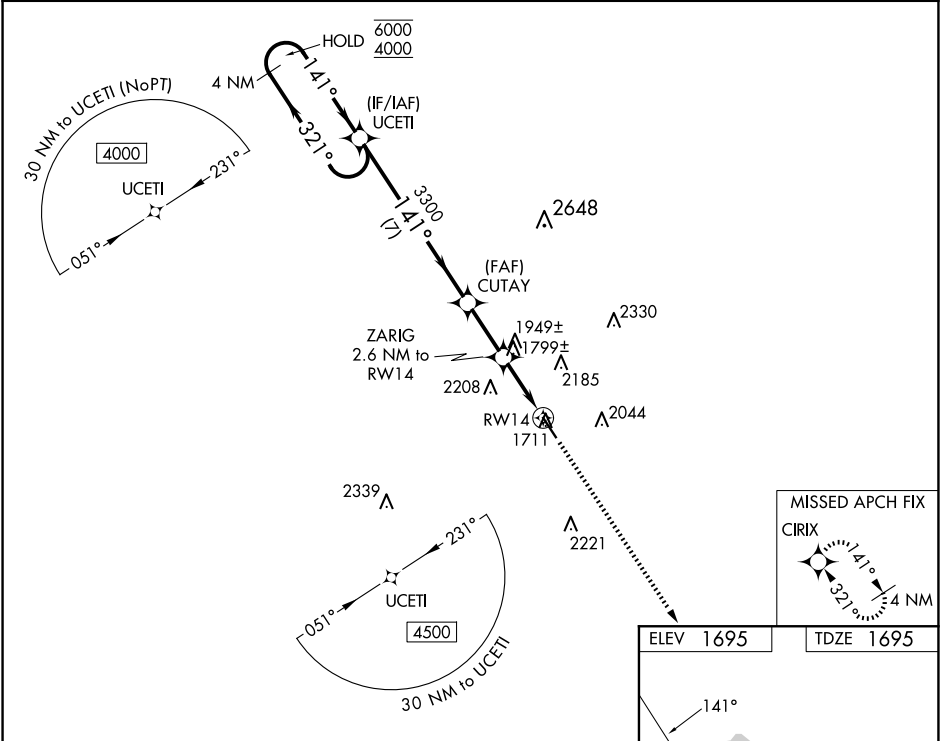 HOLD 6000
4000
4 NM
141°
321°
(IF/IAF)
UCETI
30 NM to UCETI (NoPT)
4000
UCETI
231°
051°
3300
141°
(7)
2648
(FAF)
CUTAY
2330
1949±
1799±
ZARIG
2.6 NM to
RW14
2185
2208
2044
RW14
1711
2339
2221
231°
UCETI
051°
4500
30 NM to UCETI
MISSED APCH FIX
CIRIX
141°
321°
4 NM
ELEV 1695
TDZE 1695
141°